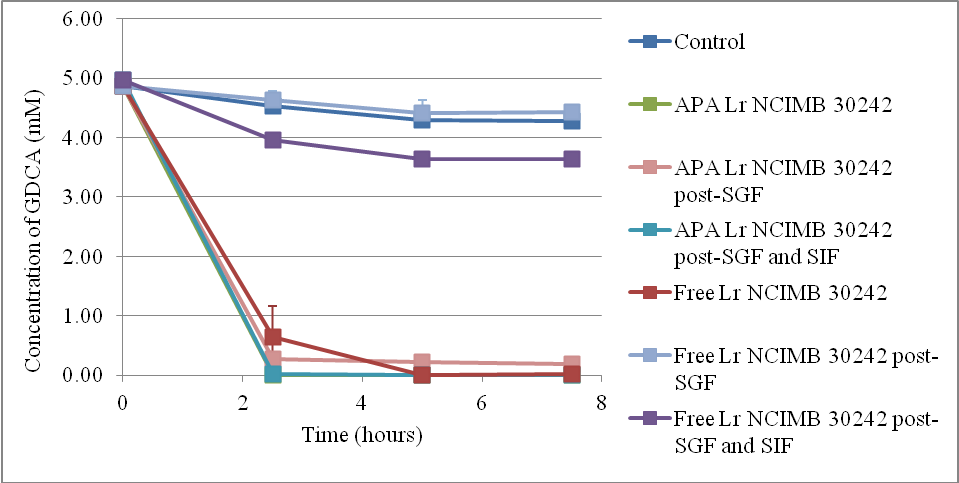 6.00
5.00
4.00
3.00
2.00
1.00
0.00
Concentration of GDCA (mM)
0
2
4
6
8
Time (hours)
Control
APA Lr NCIMB 30242
APA Lr NCIMB 30242
post-SGF
APA Lr NCIMB 30242
post-SGF and SIF
Free Lr NCIMB 30242
Free Lr NCIMB 30242 post-
SGF
Free Lr NCIMB 30242 post-
SGF and SIF